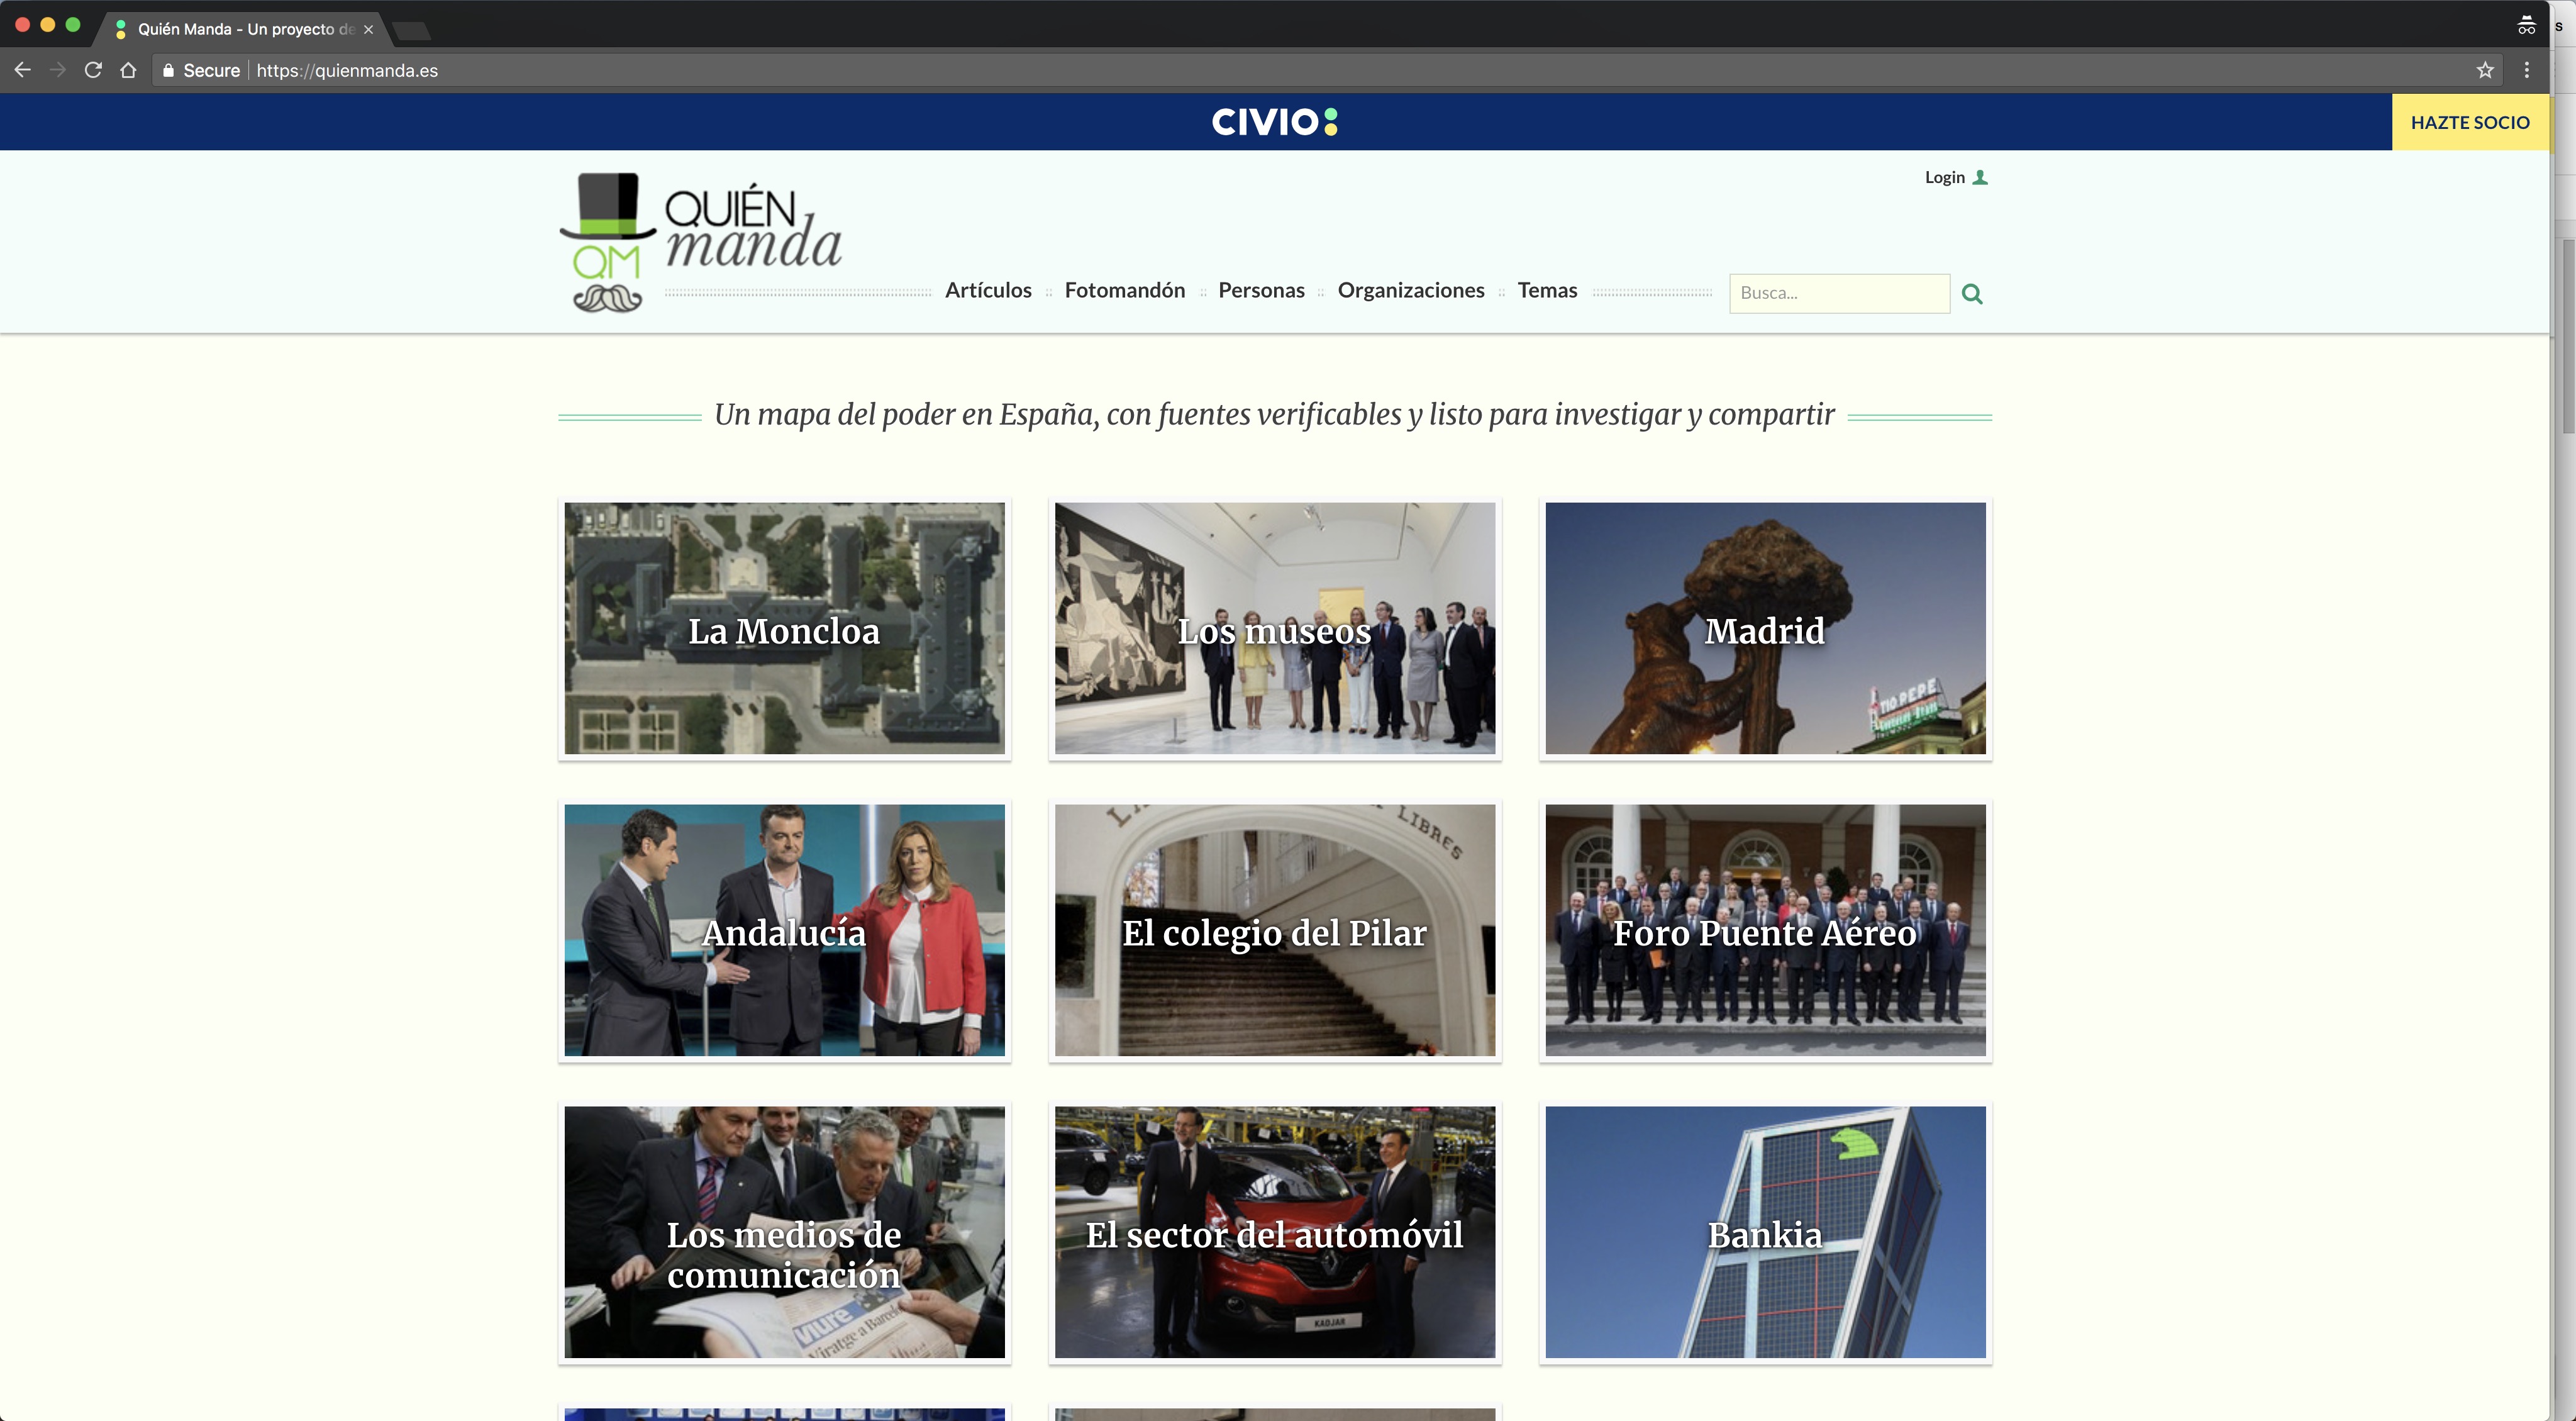 Quién Manda - Un proyecto de
Secure https://quienmanda.es
CIVIO
HAZTE SOCIO
Login
QUIÉN
manda
QM
Artículos Fotomandón Personas Organizaciones Temas Busca...
Un mapa del poder en España, con fuentes verificables y listo para investigar y compartir
La Moncloa
Los museos
Madrid
TIO PEPE
Andalucía
El colegio del Pilar
LIBRES
Foro Puente Aéreo
Los medios de
comunicación
Viure
Viratge a Barcel
El sector del automóvil
KADJAR
Bankia